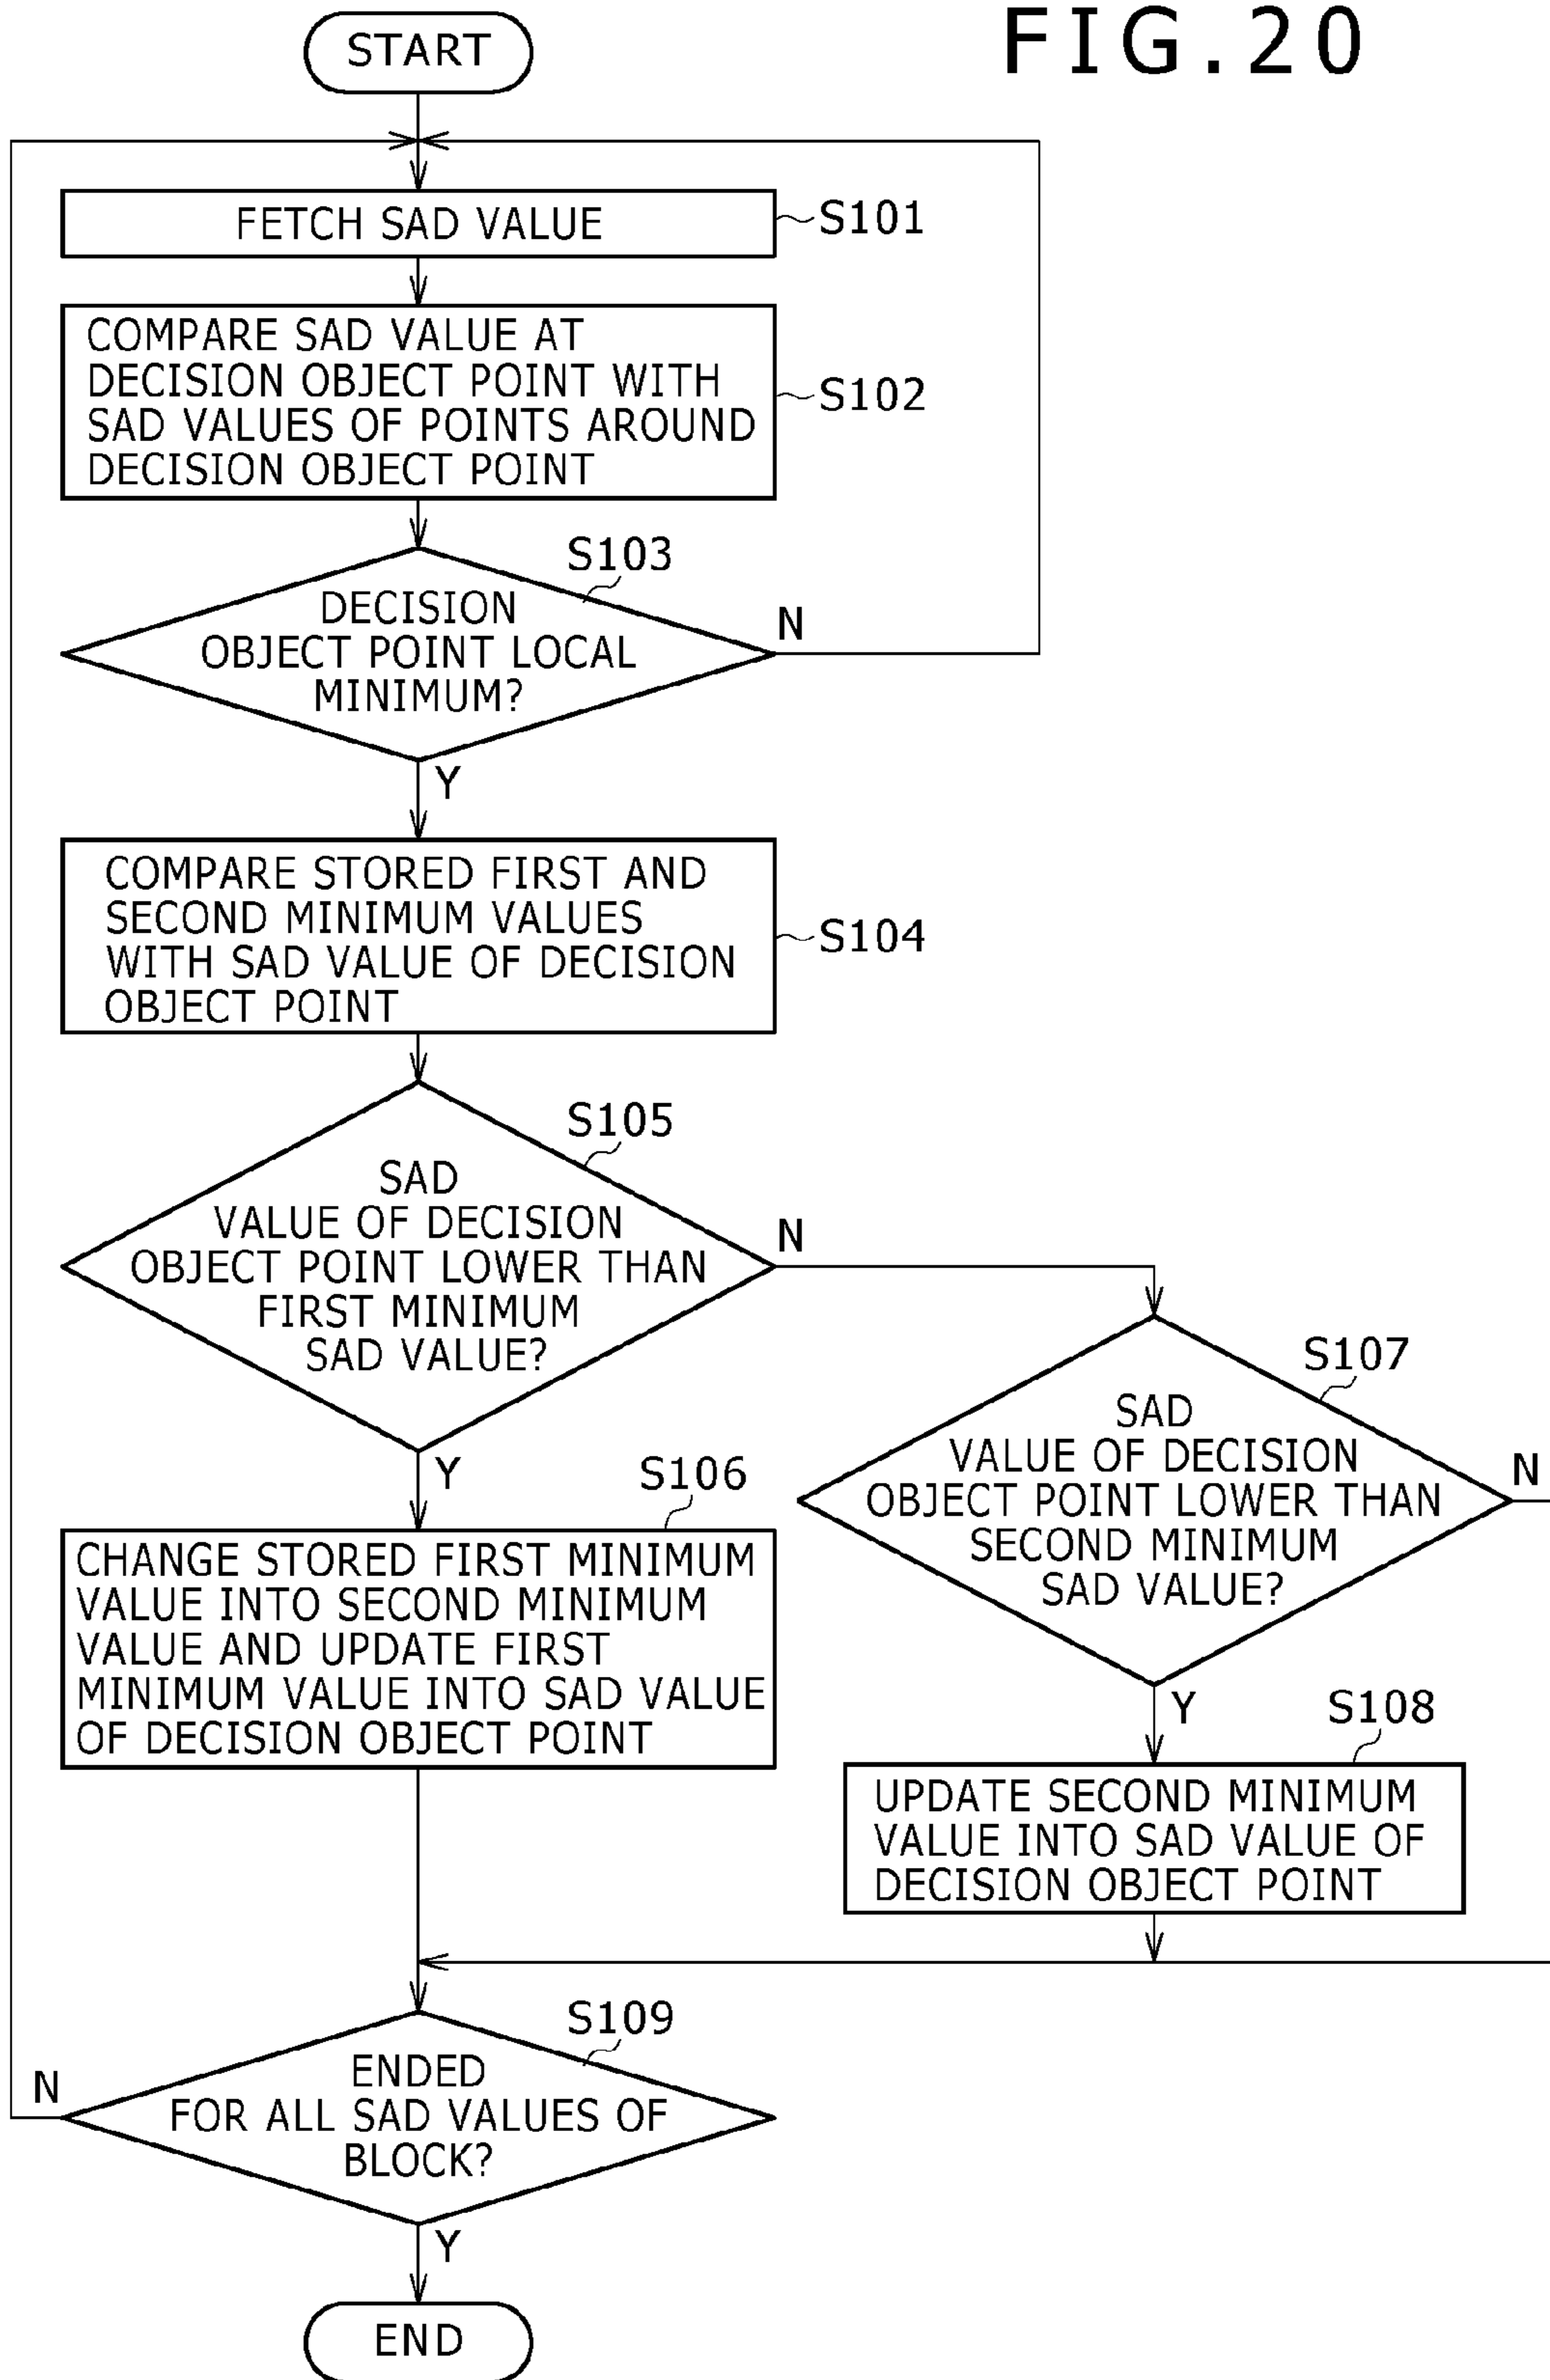 FIG.20
START
FETCH SAD VALUE
S101
COMPARE SAD VALUE AT
DECISION OBJECT POINT WITH
SAD VALUES OF POINTS AROUND
DECISION OBJECT POINT
S102
S103
DECISION
OBJECT POINT LOCAL
MINIMUM?
N
Y
COMPARE STORED FIRST AND
SECOND MINIMUM VALUES
WITH SAD VALUE OF DECISION
OBJECT POINT
S104
S105
SAD
VALUE OF DECISION
OBJECT POINT LOWER THAN
FIRST MINIMUM
SAD VALUE?
N
Y
S106
CHANGE STORED FIRST MINIMUM
VALUE INTO SECOND MINIMUM
VALUE AND UPDATE FIRST
MINIMUM VALUE INTO SAD VALUE
OF DECISION OBJECT POINT
S107
SAD
VALUE OF DECISION
OBJECT POINT LOWER THAN
SECOND MINIMUM
SAD VALUE?
N
Y
S108
UPDATE SECOND MINIMUM
VALUE INTO SAD VALUE OF
DECISION OBJECT POINT
S109
ENDED
FOR ALL SAD VALUES OF
BLOCK?
N
Y
END